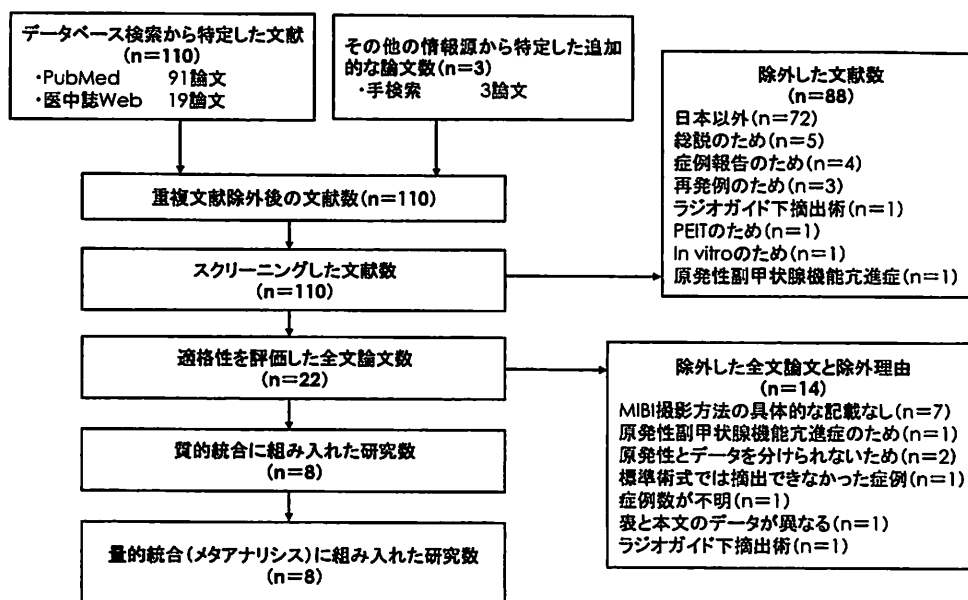 データベース検索から特定した文献
(n＝110)
・PubMed 91論文
・医中誌Web 19論文
その他の情報源から特定した追加
的な論文数(n＝3)
・手検索 3論文
重複文献除外後の文献数(n＝110)
スクリーニングした文献数
(n＝110)
除外した文献数
(n＝88)
日本以外(n＝72)
総説のため(n＝5)
症例報告のため(n＝4)
再発例のため(n＝3)
ラジオガイド下摘出術(n＝1)
PEITのため(n＝1)
In vitroのため(n＝1)
原発性副甲状腺機能亢進症(n＝1)
適格性を評価した全文論文数
(n＝22)
除外した全文論文と除外理由
(n＝14)
MIBI撮影方法の具体的な記載なし(n＝7)
原発性副甲状腺機能亢進症のため(n＝1)
原発性とデータを分けられないため(n＝2)
標準術式では摘出できなかった症例(n＝1)
症例数が不明(n＝1)
表と本文のデータが異なる(n＝1)
ラジオガイド下摘出術(n＝1)
質的統合に組み入れた研究数
(n＝8)
量的統合(メタアナリシス)に組み入れた研究数
(n＝8)